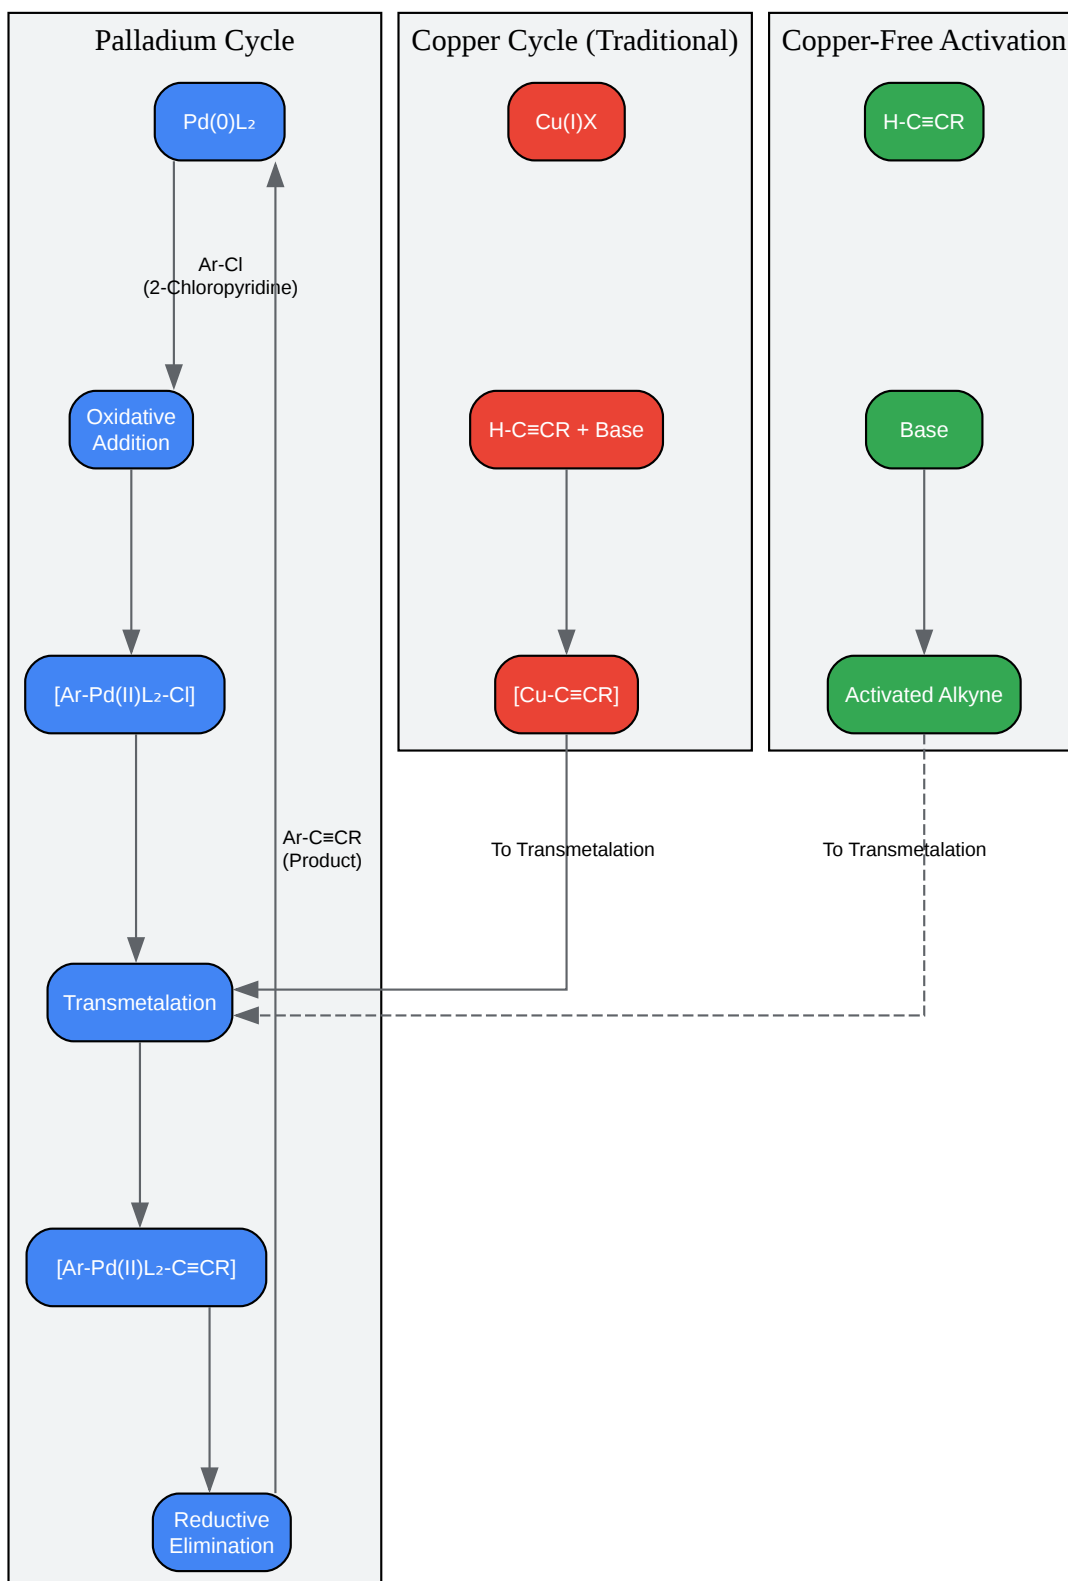 Palladium Cycle
Pd(0)L₂
Ar-Cl
(2-Chloropyridine)
Oxidative
Addition
[Ar-Pd(II)L₂-Cl]
Ar-C≡CR
(Product)
Transmetalation
[Ar-Pd(II)L₂-C≡CR]
Reductive
Elimination
Copper Cycle (Traditional)
Cu(I)X
H-C≡CR + Base
[Cu-C≡CR]
To Transmetalation
Copper-Free Activation
H-C≡CR
Base
Activated Alkyne
To Transmetalation